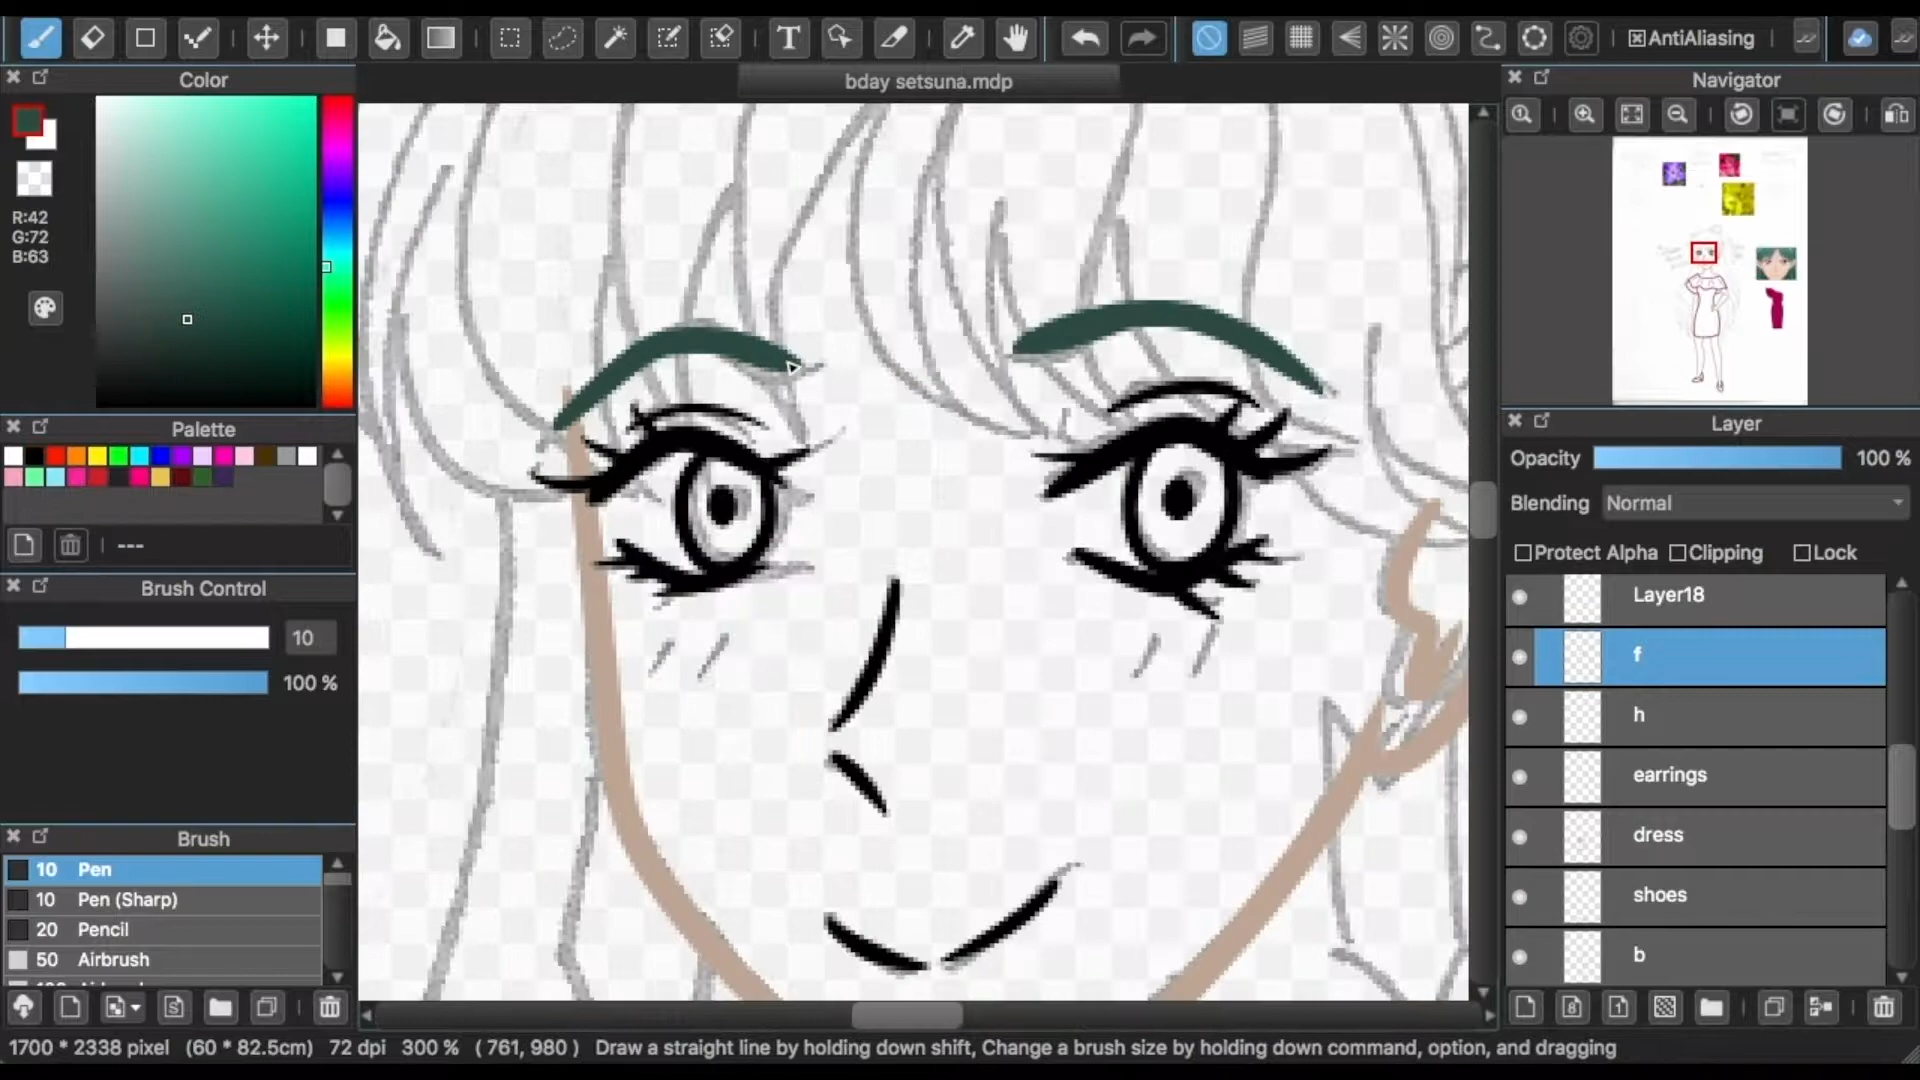 AntiAliasing
Color
bday setsuna.mdp
Navigator
R:42
G:72
B:63
Palette
---
Brush Control
10
100 %
Brush
10 Pen
10 Pen (Sharp)
20 Pencil
50 Airbrush
Layer
Opacity 100 %
Blending Normal
Protect Alpha Clipping Lock
Layer18
f
h
earrings
dress
shoes
b
1700 * 2338 pixel (60 * 82.5cm) 72 dpi 300 % ( 761, 980 ) Draw a straight line by holding down shift, Change a brush size by holding down command, option, and dragging